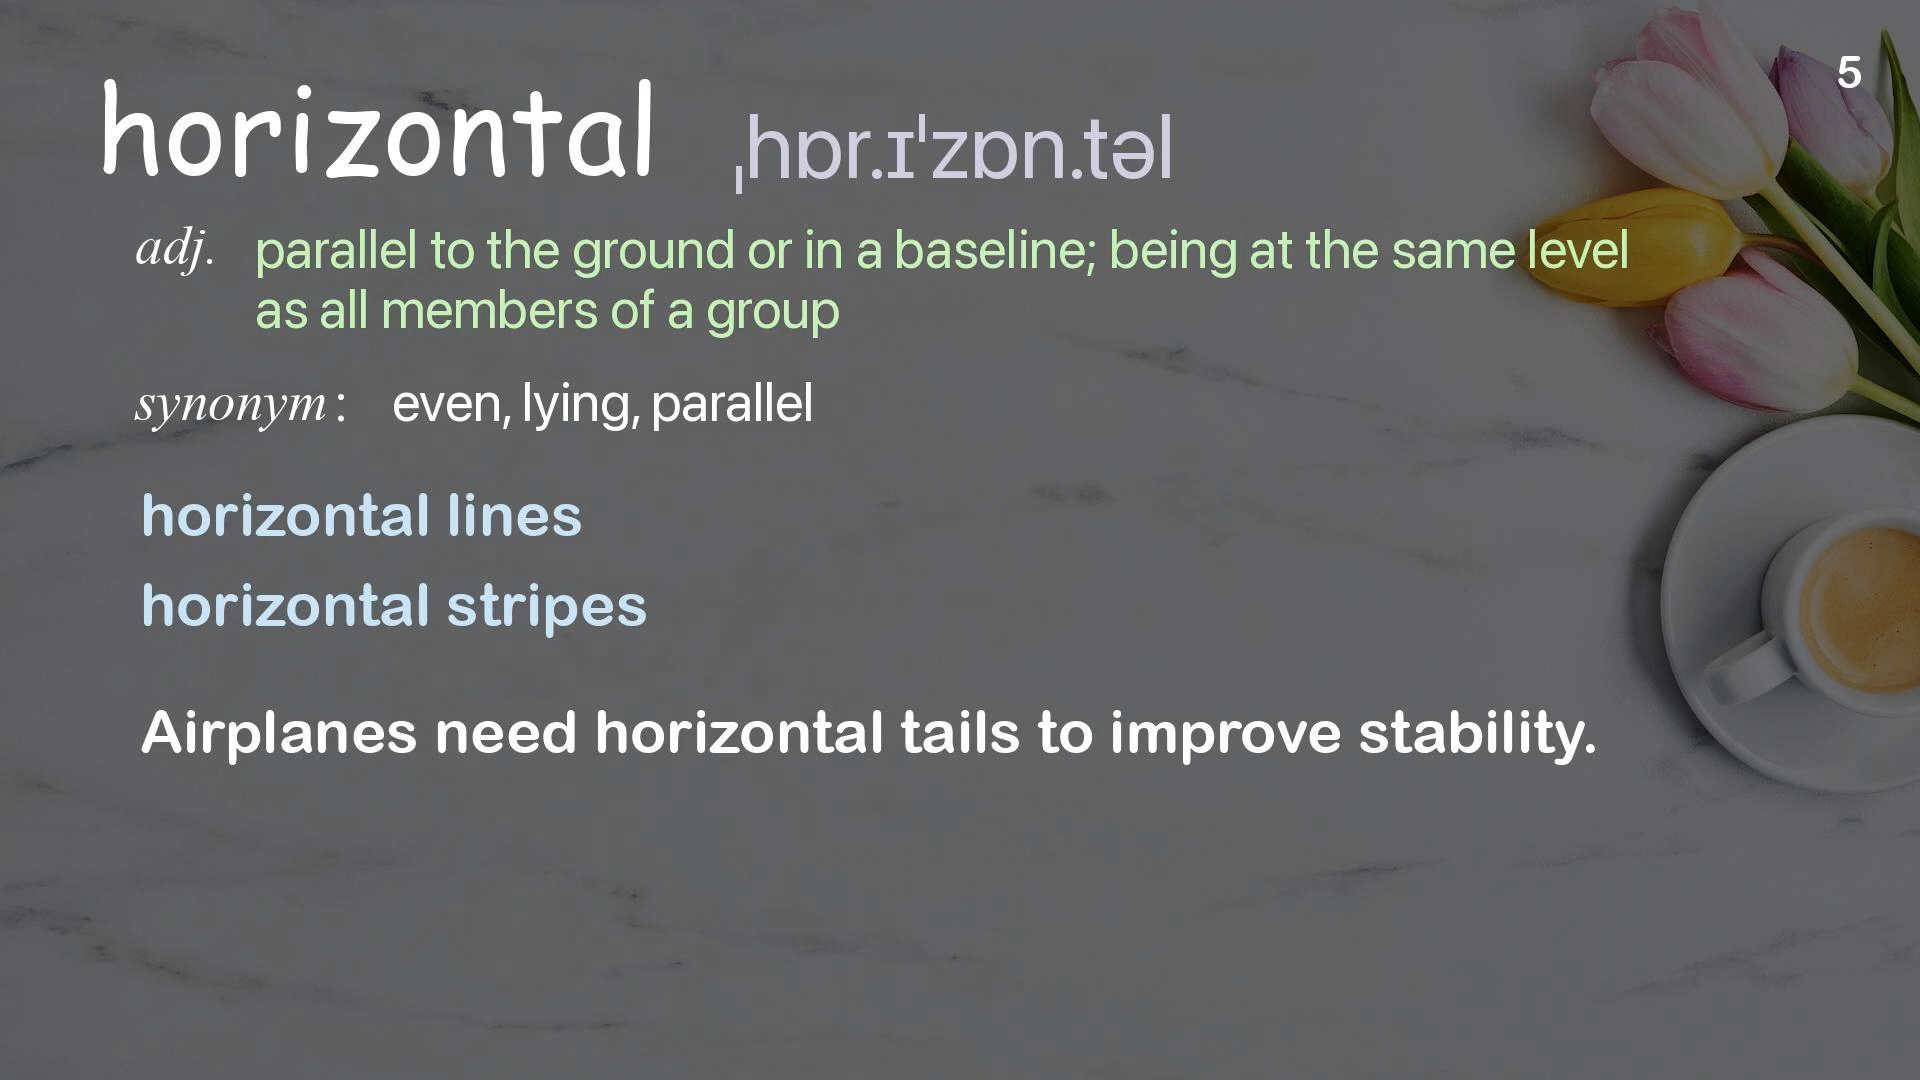 5
horizontal ˌhɒr.ɪˈzɒn.təl
adj. parallel to the ground or in a baseline; being at the same level
as all members of a group
synonym: even, lying, parallel
horizontal lines
horizontal stripes
Airplanes need horizontal tails to improve stability.